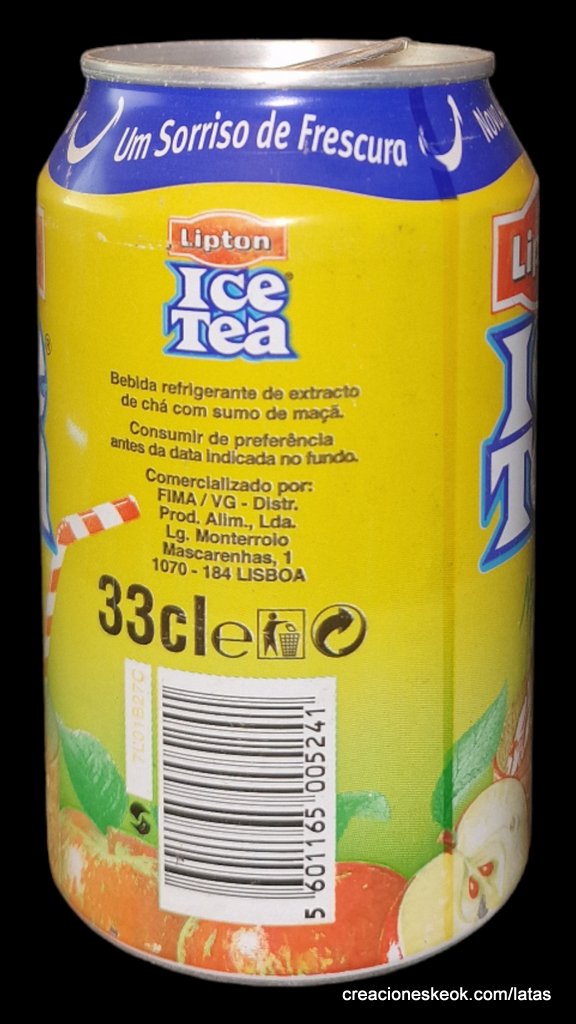 Um Sorriso de Frescura
Lipton
ICe
Tea
Bebida refrigerante de extracto
de chá com sumo de maçã.
Consumir de preferência
antes da data indicada no fundo.
Comercializado por:
FIMA / VG - Distr.
Prod. Alim., Lda.
Lg. Monterroio
Mascarenhas, 1
1070 - 184 LISBOA
33cl e
7L01B27C
5 601165 005241
creacioneskeok.com/latas